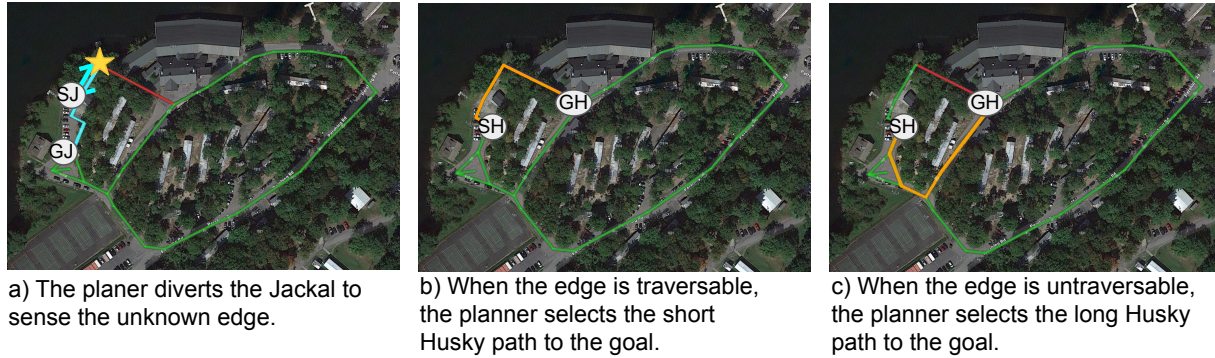 SJ
GJ
GH
SH
GH
SH
a) The planer diverts the Jackal to
sense the unknown edge.
b) When the edge is traversable,
the planner selects the short
Husky path to the goal.
c) When the edge is untraversable,
the planner selects the long Husky
path to the goal.